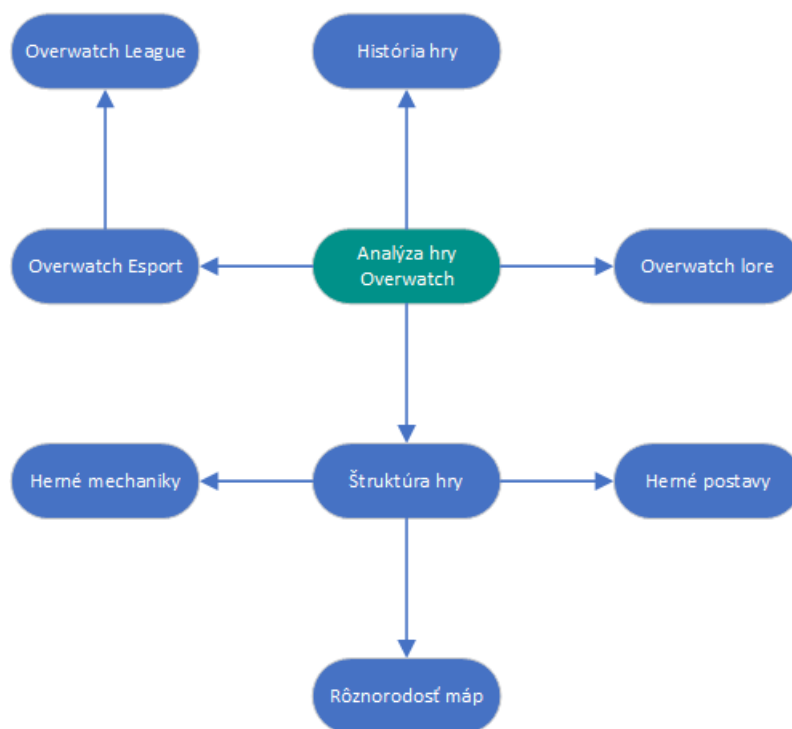 Overwatch League
História hry
Overwatch Esport
Analýza hry
Overwatch
Overwatch lore
Herné mechaniky
Štruktúra hry
Herné postavy
Rôznorodosť máp